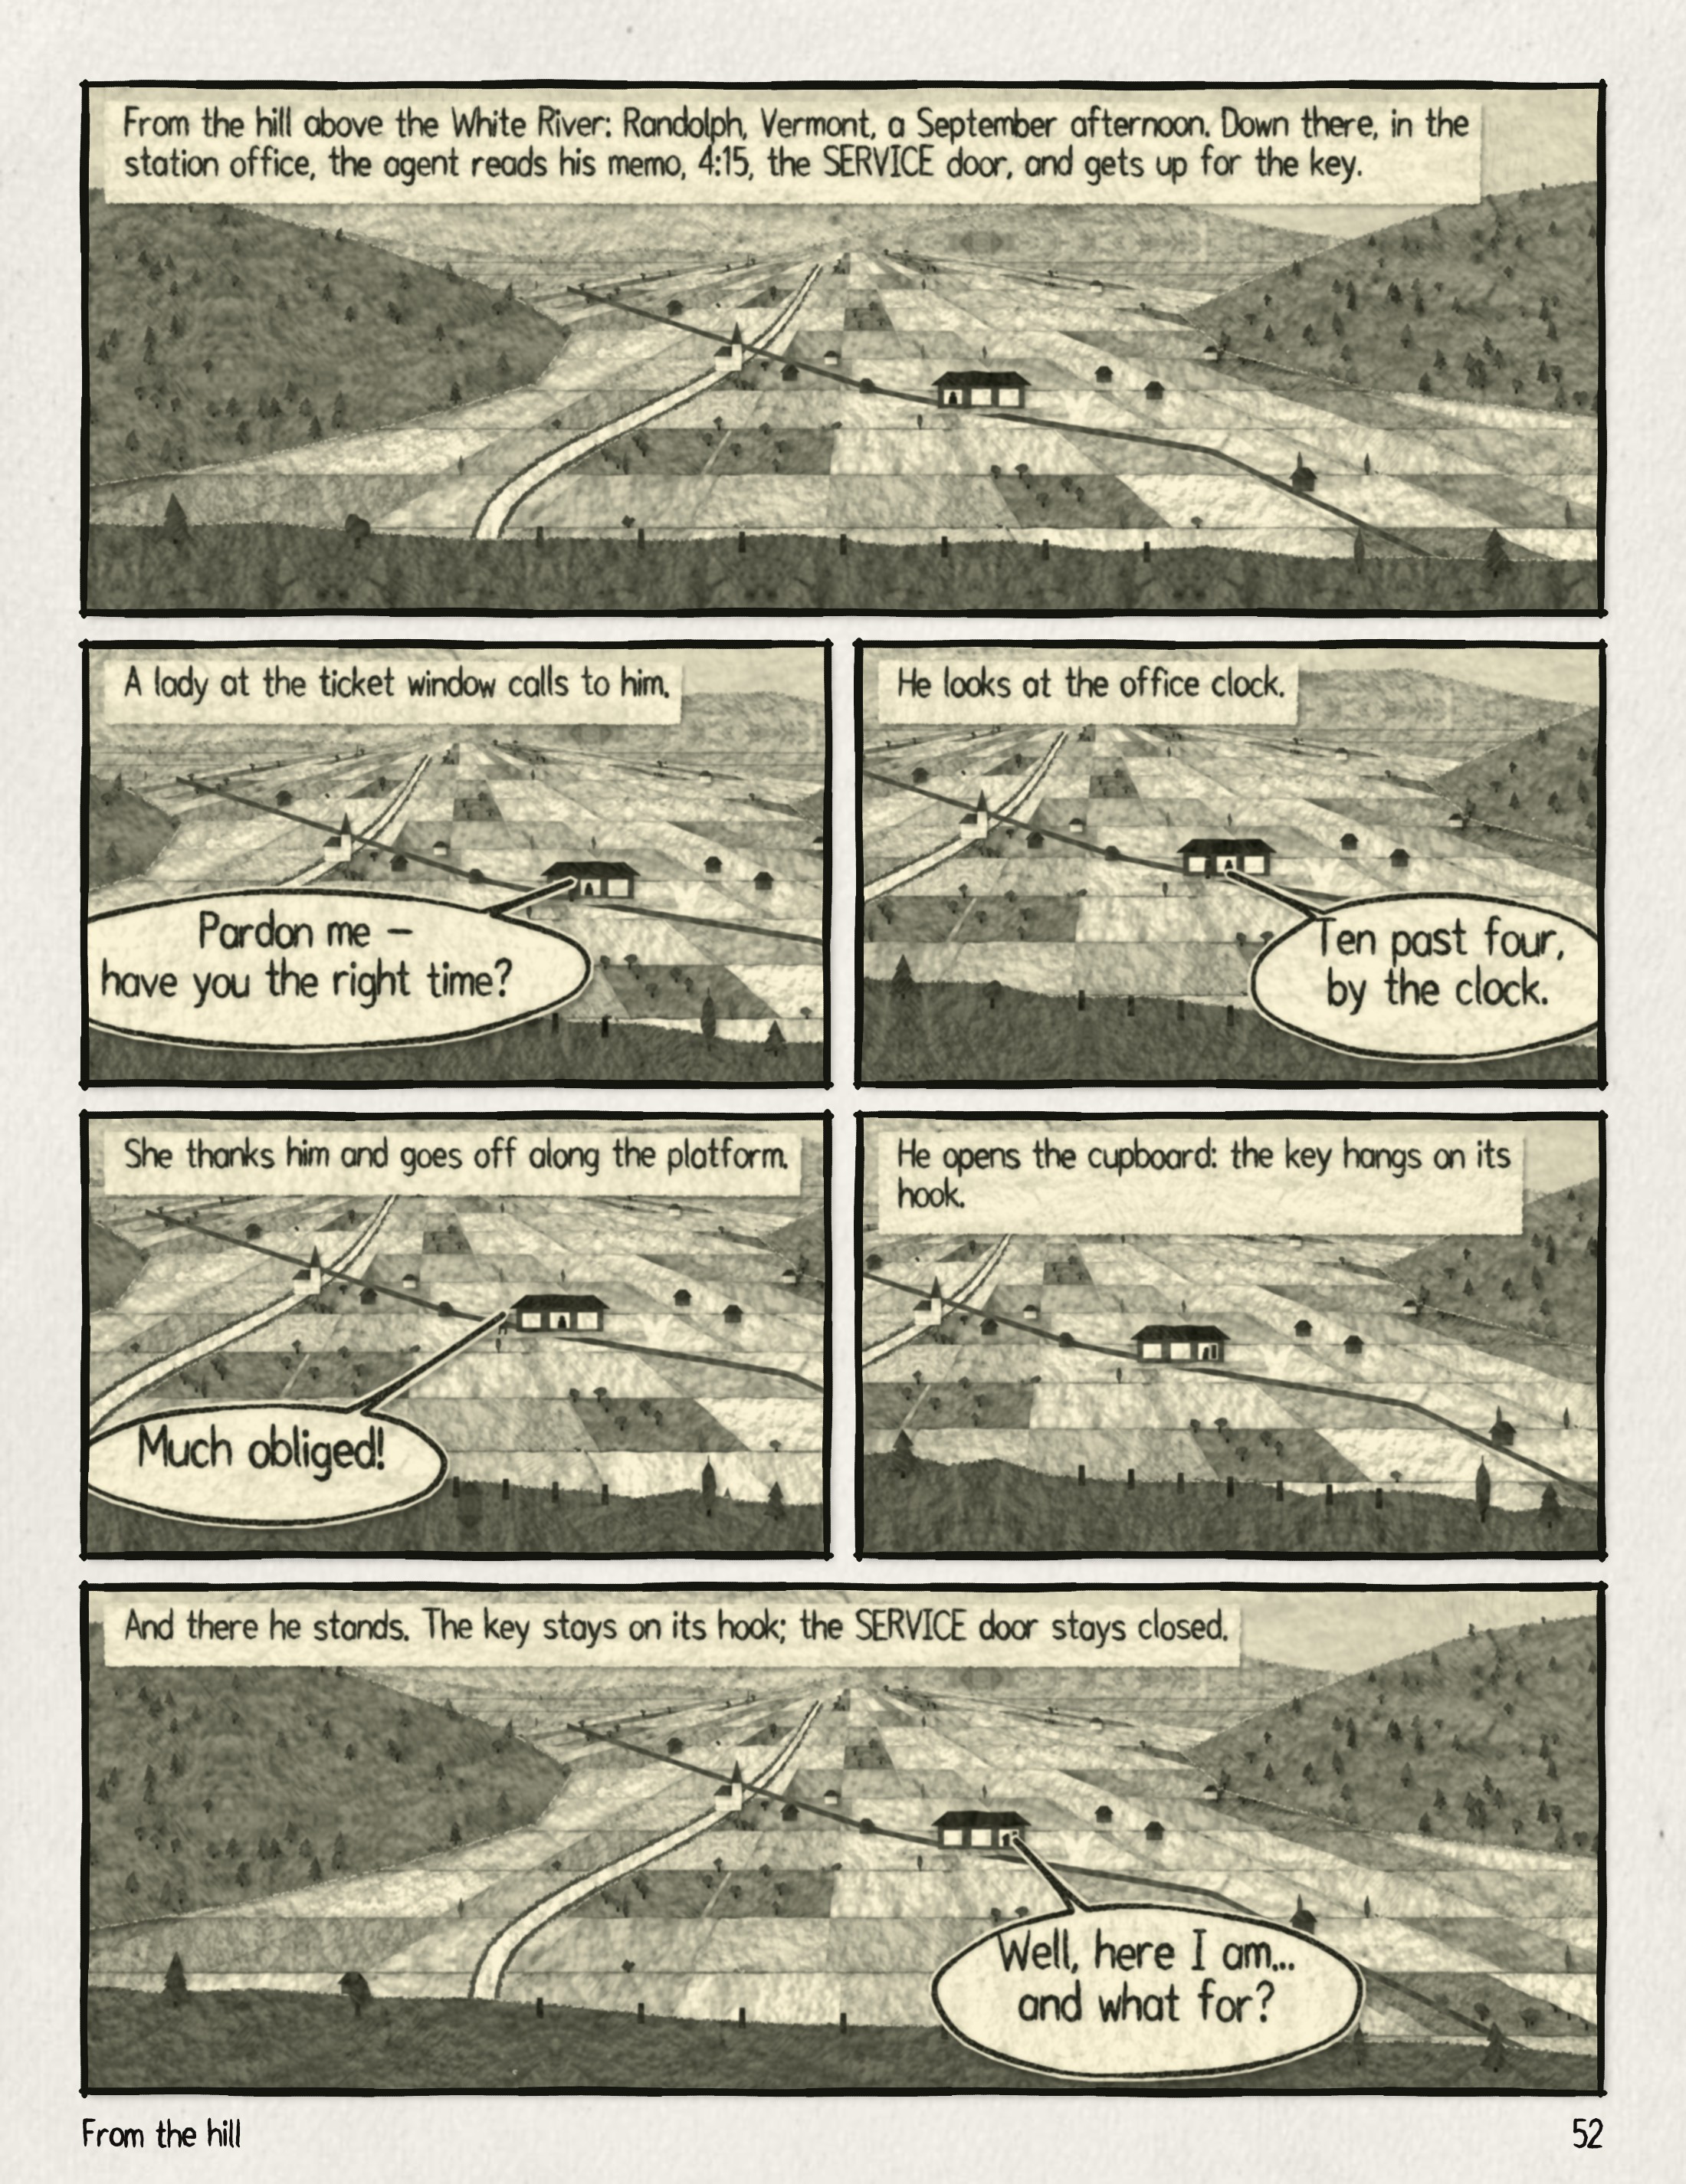 From the hill above the White River: Randolph, Vermont, a September afternoon. Down there, in the
station office, the agent reads his memo, 4:15, the SERVICE door, and gets up for the key.
A lady at the ticket window calls to him.
Pardon me –
have you the right time?
He looks at the office clock.
Ten past four,
by the clock.
She thanks him and goes off along the platform.
Much obliged!
He opens the cupboard: the key hangs on its
hook.
And there he stands. The key stays on its hook; the SERVICE door stays closed.
Well, here I am...
and what for?
From the hill
52